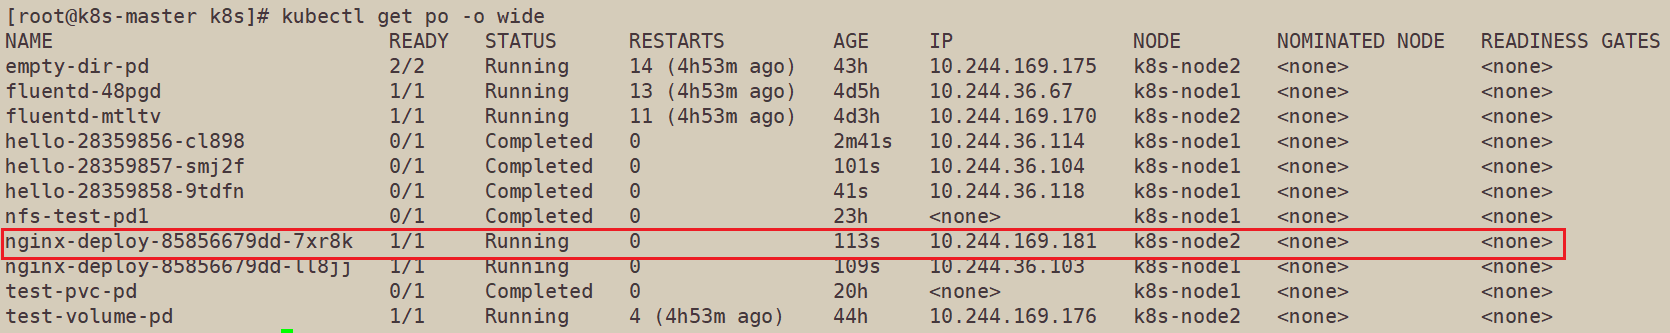 [root@k8s-master k8s]# kubectl get po -o wide
NAME READY STATUS RESTARTS AGE IP NODE NOMINATED NODE READINESS GATES
empty-dir-pd 2/2 Running 14 (4h53m ago) 43h 10.244.169.175 k8s-node2 <none> <none>
fluentd-48pgd 1/1 Running 13 (4h53m ago) 4d5h 10.244.36.67 k8s-node1 <none> <none>
fluentd-mtltv 1/1 Running 11 (4h53m ago) 4d3h 10.244.169.170 k8s-node2 <none> <none>
hello-28359856-cl898 0/1 Completed 0 2m41s 10.244.36.114 k8s-node1 <none> <none>
hello-28359857-smj2f 0/1 Completed 0 101s 10.244.36.104 k8s-node1 <none> <none>
hello-28359858-9tdfn 0/1 Completed 0 41s 10.244.36.118 k8s-node1 <none> <none>
nfs-test-pd1 0/1 Completed 0 23h <none> k8s-node1 <none> <none>
nginx-deploy-85856679dd-7xr8k 1/1 Running 0 113s 10.244.169.181 k8s-node2 <none> <none>
nginx-deploy-85856679dd-ll8jj 1/1 Running 0 109s 10.244.36.103 k8s-node1 <none> <none>
test-pvc-pd 0/1 Completed 0 20h <none> k8s-node1 <none> <none>
test-volume-pd 1/1 Running 4 (4h53m ago) 44h 10.244.169.176 k8s-node2 <none> <none>